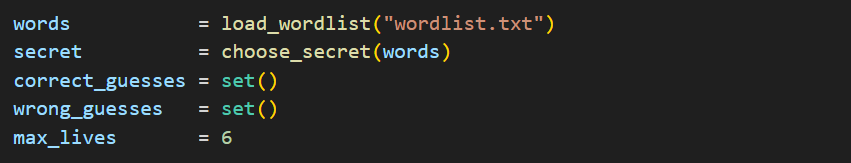 words           = load_wordlist("wordlist.txt")
secret          = choose_secret(words)
correct_guesses = set()
wrong_guesses   = set()
max_lives       = 6